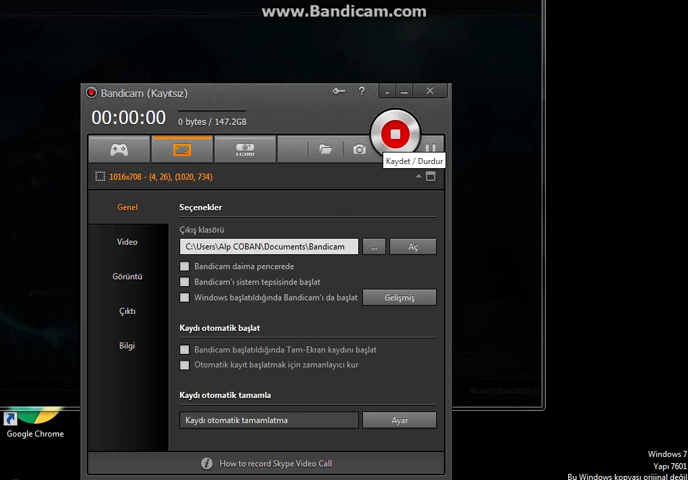 www.Bandicam.com
Bandicam (Kayıtsız)
?
00:00:00
0 bytes / 147.2GB
HDMI
Kaydet / Durdur
1016x708 - (4, 26), (1020, 734)
Genel
Seçenekler
Çıkış klasörü
C:\Users\Alp COBAN\Documents\Bandicam
...
Aç
Video
Bandicam daima pencerede
Görüntü
Bandicam'ı sistem tepsisinde başlat
Windows başlatıldığında Bandicam'ı da başlat
Gelişmiş
Çıktı
Kaydı otomatik başlat
Bilgi
Bandicam başlatıldığında Tam-Ekran kaydını başlat
Otomatik kayıt başlatmak için zamanlayıcı kur
Kaydı otomatik tamamla
Kaydı otomatik tamamlatma
Ayar
Google Chrome
How to record Skype Video Call
Windows 7
Yapı 7601
Bu Windows kopyası orijinal değil